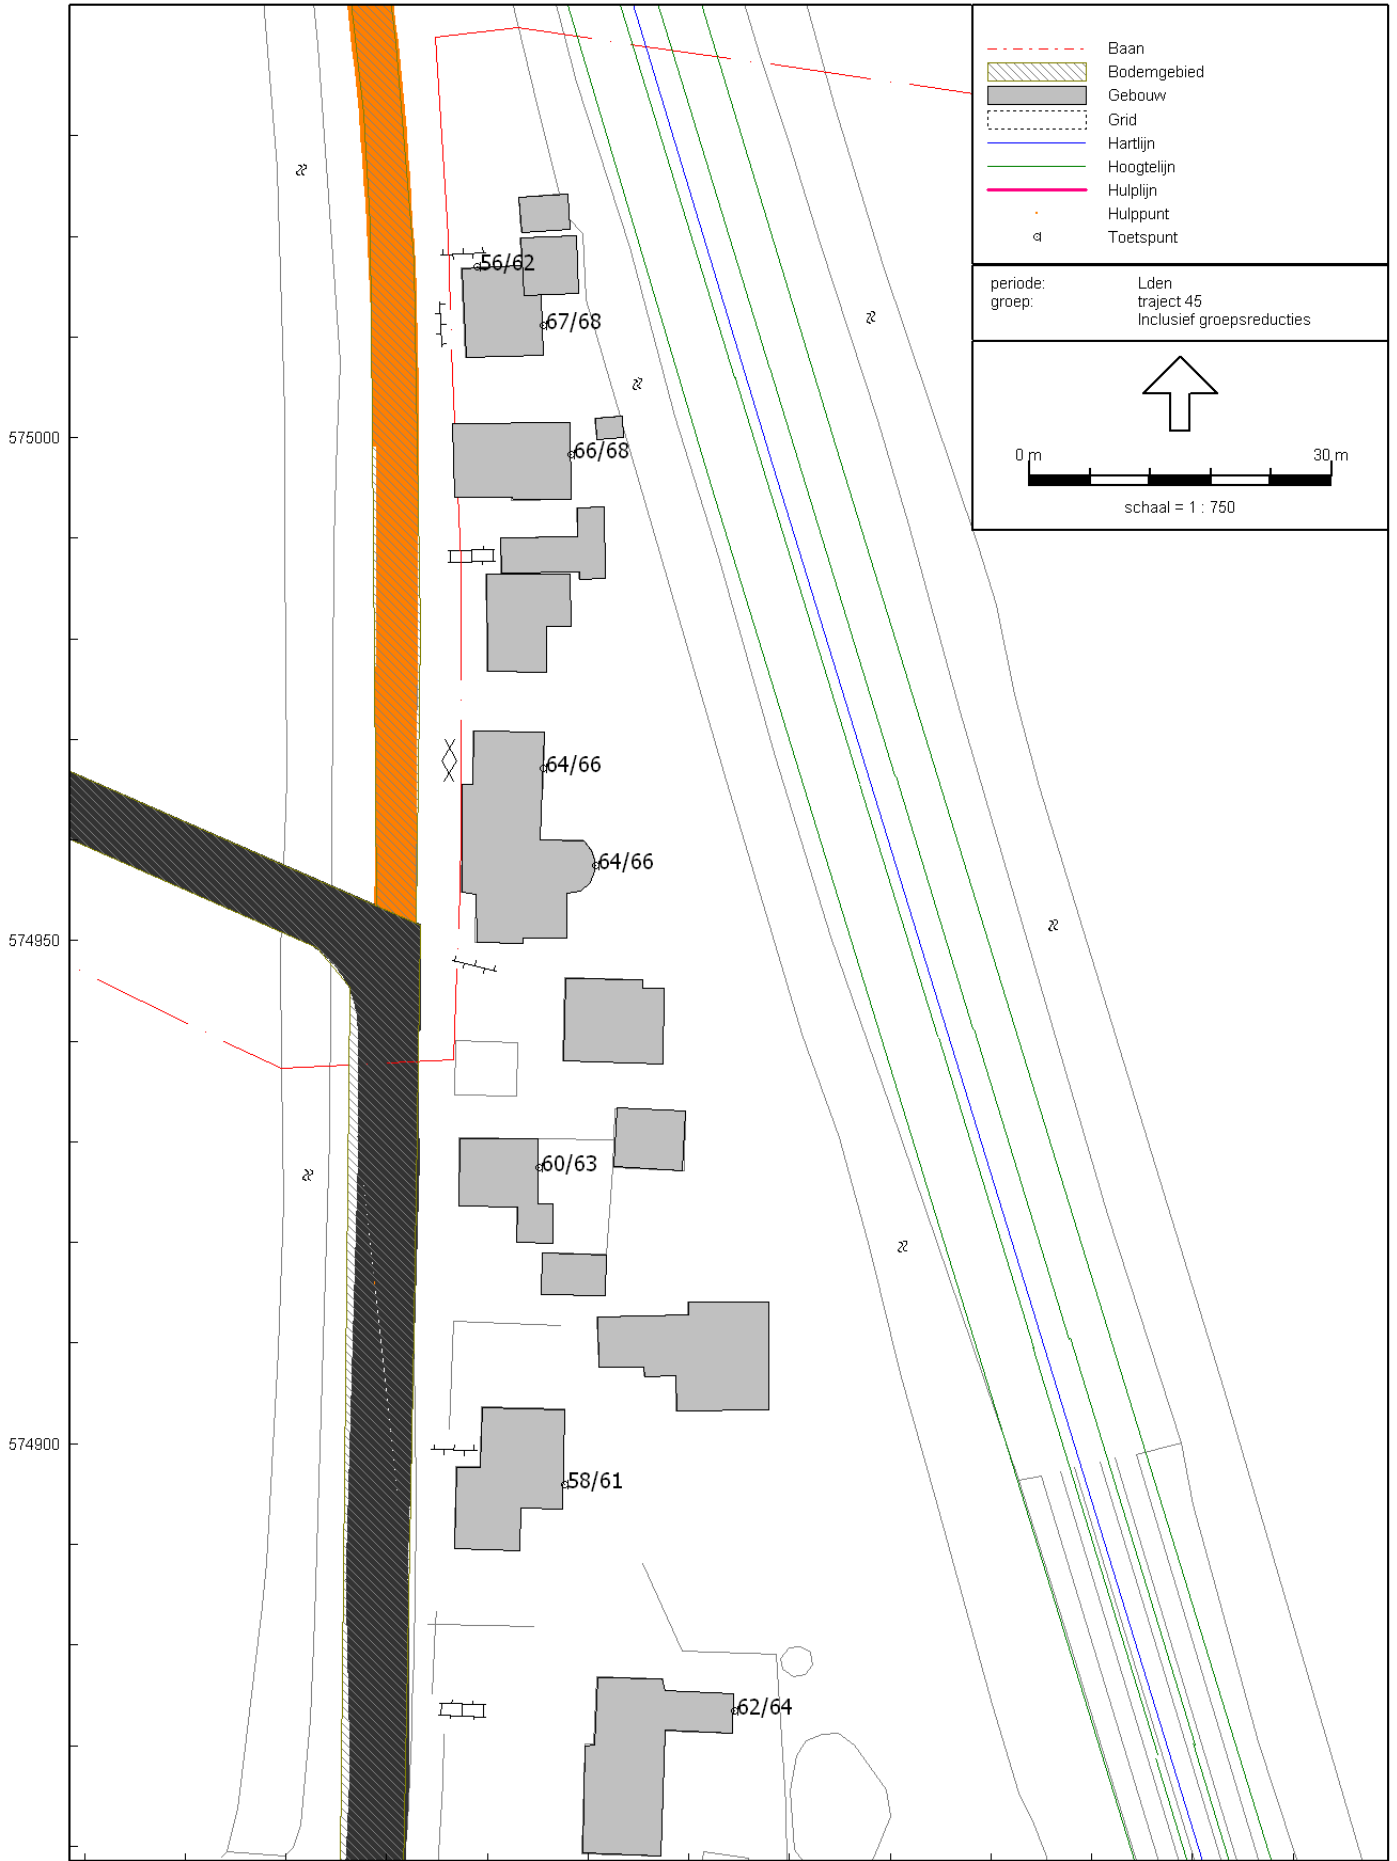 Baan
Bodemgebied
Gebouw
Grid
Hartlijn
Hoogtelijn
Hulplijn
Hulppunt
Toetspunt
periode: Lden
groep: traject 45
Inclusief groepsreducties
0 m 30 m
schaal = 1 : 750
56/62
67/68
575000
66/68
64/66
64/66
574950
60/63
574900
58/61
62/64